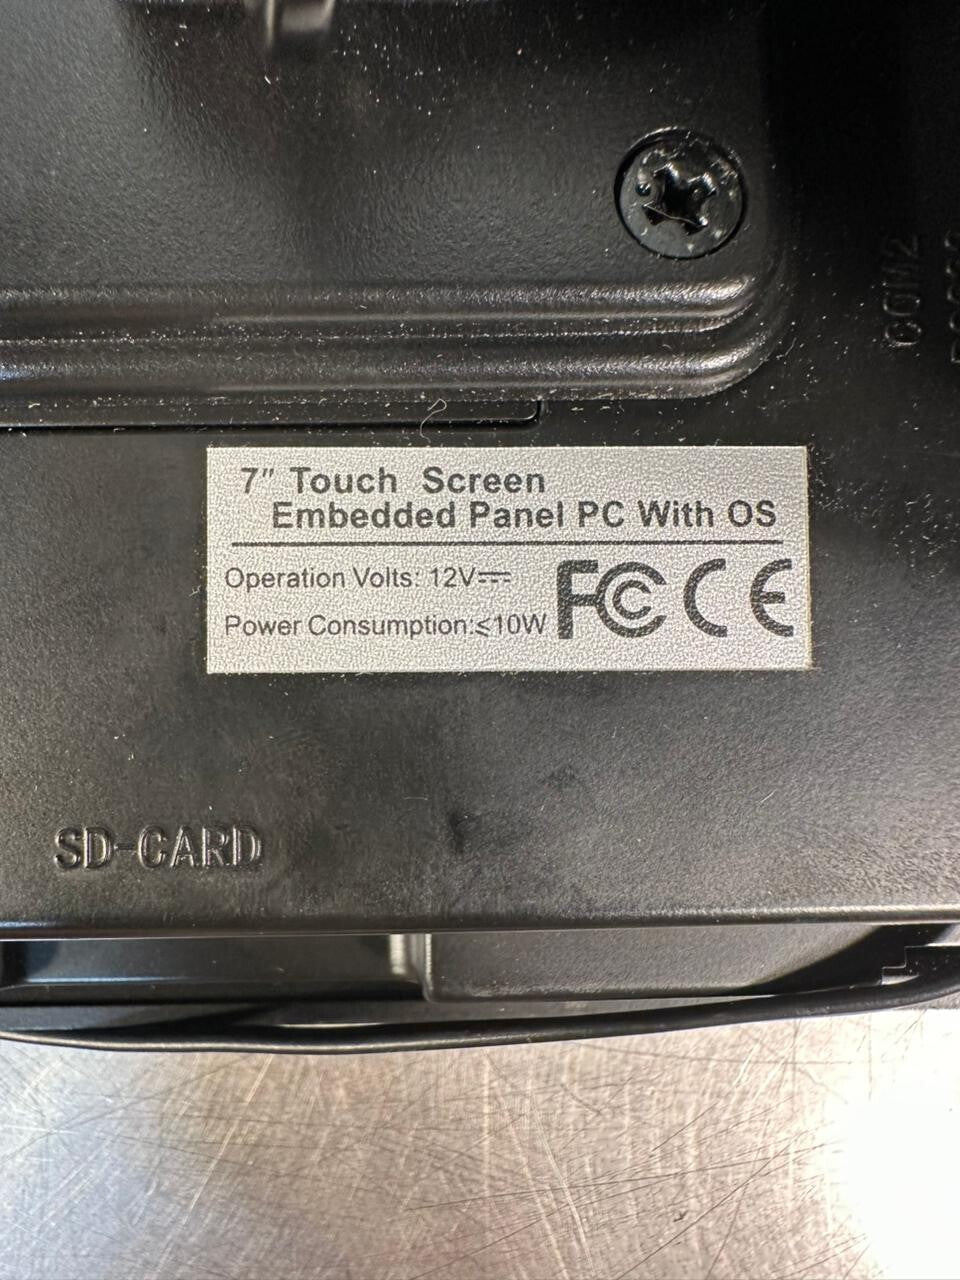 COM2
7" Touch Screen
Embedded Panel PC With OS
Operation Volts: 12V⎓
Power Consumption:≤10W
FC CE
SD-CARD